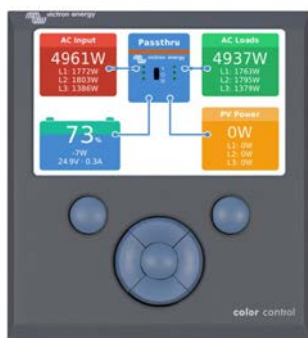 victron energy
AC Input
4961W
L1: 1772W
L2: 1803W
L3: 1386W
Passthru
AC Loads
4937W
L1: 1763W
L2: 1795W
L3: 1379W
73%
-7W
24.9V · 0.3A
PV Power
0W
L1: 0W
L2: 0W
L3: 0W
color control